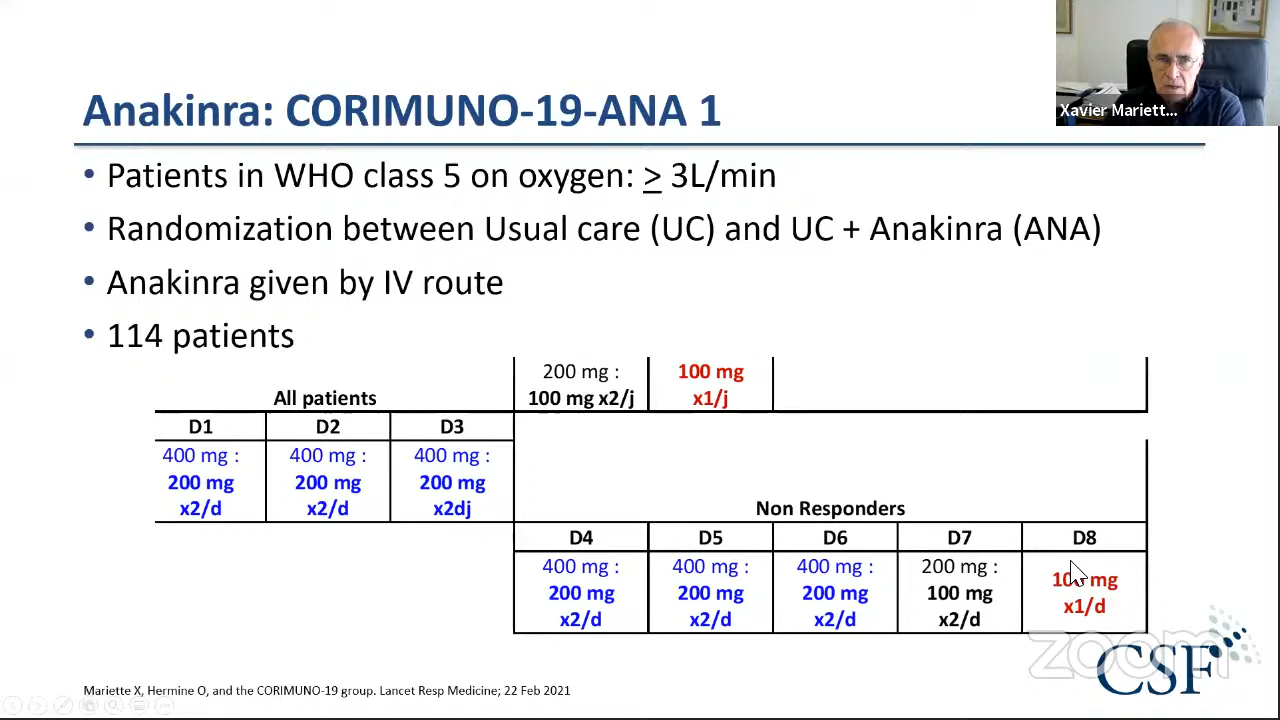 Xavier Mariett...
Anakinra: CORIMUNO-19-ANA 1
• Patients in WHO class 5 on oxygen: > 3L/min
• Randomization between Usual care (UC) and UC + Anakinra (ANA)
• Anakinra given by IV route
• 114 patients
200 mg : 100 mg
All patients 100 mg x2/j x1/j
D1 D2 D3
400 mg : 400 mg : 400 mg :
200 mg 200 mg 200 mg
x2/d x2/d x2dj
Non Responders
D4 D5 D6 D7 D8
400 mg : 400 mg : 400 mg : 200 mg :
200 mg 200 mg 200 mg 100 mg 100 mg
x2/d x2/d x2/d x2/d x1/d
zoom
CSF
Mariette X, Hermine O, and the CORIMUNO-19 group. Lancet Resp Medicine; 22 Feb 2021